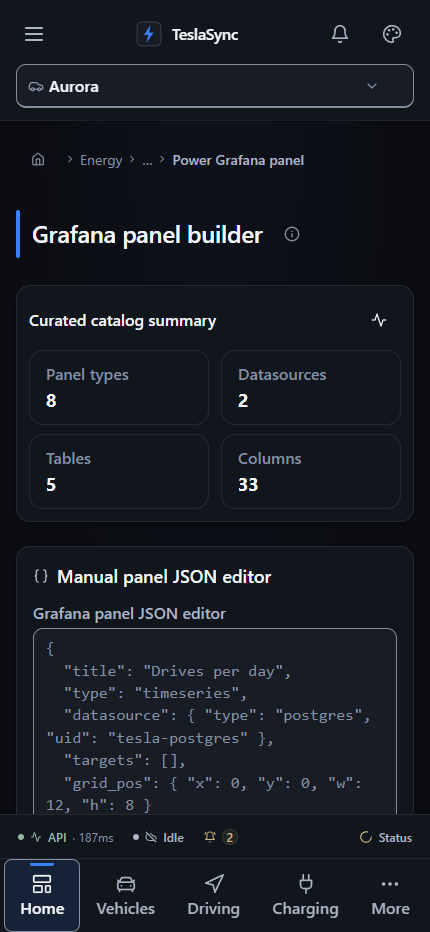 TeslaSync
Aurora
Energy
...
Power Grafana panel
Grafana panel builder
Curated catalog summary
Panel types
8
Datasources
2
Tables
5
Columns
33
{} Manual panel JSON editor
Grafana panel JSON editor
{
"title": "Drives per day",
"type": "timeseries",
"datasource": { "type": "postgres",
"uid": "tesla-postgres" },
"targets": [],
"grid_pos": { "x": 0, "y": 0, "w":
12, "h": 8 }
API · 187ms
Idle
2
Status
Home
Vehicles
Driving
Charging
More